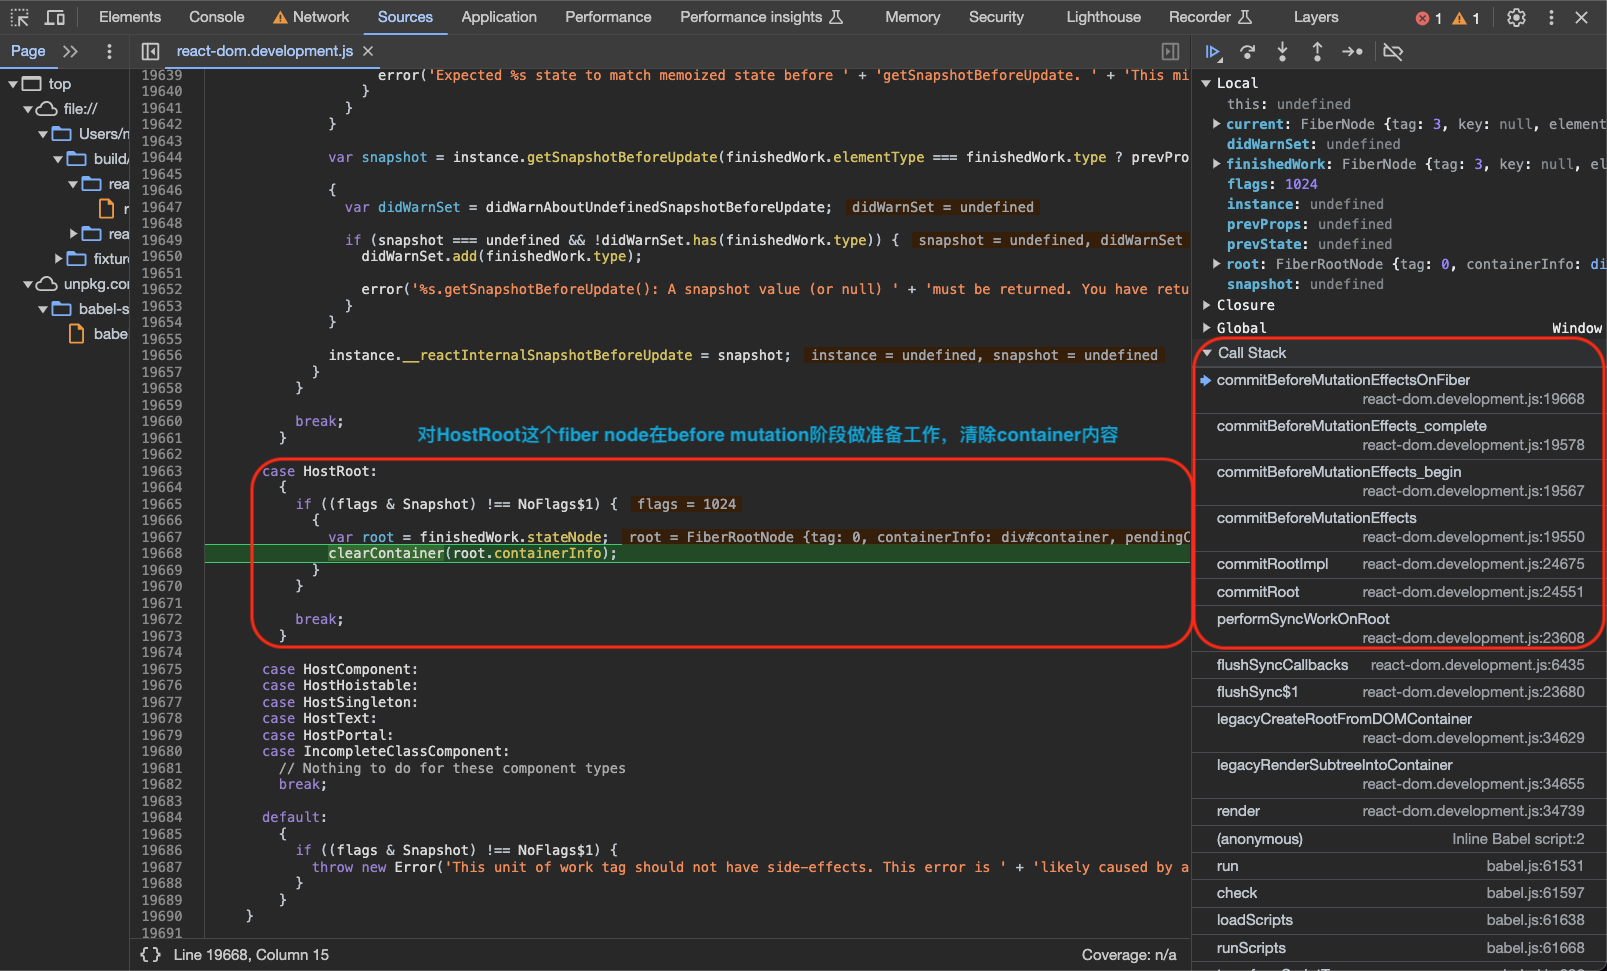 Elements Console Network Sources Application Performance Performance insights Memory Security Lighthouse Recorder Layers 1 1
Page
react-dom.development.js
top
file://
Users/
build/
rea
rea
fixture
unpkg.co
babel-s
babe
19639 error('Expected %s state to match memoized state before ' + 'getSnapshotBeforeUpdate. ' + 'This mi
19640 }
19641 }
19642 }
19643
19644 var snapshot = instance.getSnapshotBeforeUpdate(finishedWork.elementType === finishedWork.type ? prevPro
19645
19646 {
19647 var didWarnSet = didWarnAboutUndefinedSnapshotBeforeUpdate; didWarnSet = undefined
19648
19649 if (snapshot === undefined && !didWarnSet.has(finishedWork.type)) { snapshot = undefined, didWarnSet
19650 didWarnSet.add(finishedWork.type);
19651
19652 error('%s.getSnapshotBeforeUpdate(): A snapshot value (or null) ' + 'must be returned. You have retu
19653 }
19654 }
19655
19656 instance.__reactInternalSnapshotBeforeUpdate = snapshot; instance = undefined, snapshot = undefined
19657 }
19658 }
19659
19660 break;
19661 }
对HostRoot这个fiber node在before mutation阶段做准备工作，清除container内容
19662
19663 case HostRoot:
19664 {
19665 if ((flags & Snapshot) !== NoFlags$1) { flags = 1024
19666 {
19667 var root = finishedWork.stateNode; root = FiberRootNode {tag: 0, containerInfo: div#container, pendingC
19668 clearContainer(root.containerInfo);
19669 }
19670 }
19671
19672 break;
19673 }
19674
19675 case HostComponent:
19676 case HostHoistable:
19677 case HostSingleton:
19678 case HostText:
19679 case HostPortal:
19680 case IncompleteClassComponent:
19681 // Nothing to do for these component types
19682 break;
19683
19684 default:
19685 {
19686 if ((flags & Snapshot) !== NoFlags$1) {
19687 throw new Error('This unit of work tag should not have side-effects. This error is ' + 'likely caused by a
19688 }
19689 }
19690 }
19691
{} Line 19668, Column 15 Coverage: n/a
Local
this: undefined
current: FiberNode {tag: 3, key: null, element
didWarnSet: undefined
finishedWork: FiberNode {tag: 3, key: null, el
flags: 1024
instance: undefined
prevProps: undefined
prevState: undefined
root: FiberRootNode {tag: 0, containerInfo: di
snapshot: undefined
Closure
Global Window
Call Stack
commitBeforeMutationEffectsOnFiber
react-dom.development.js:19668
commitBeforeMutationEffects_complete
react-dom.development.js:19578
commitBeforeMutationEffects_begin
react-dom.development.js:19567
commitBeforeMutationEffects
react-dom.development.js:19550
commitRootImpl react-dom.development.js:24675
commitRoot react-dom.development.js:24551
performSyncWorkOnRoot
react-dom.development.js:23608
flushSyncCallbacks react-dom.development.js:6435
flushSync$1 react-dom.development.js:23680
legacyCreateRootFromDOMContainer
react-dom.development.js:34629
legacyRenderSubtreeIntoContainer
react-dom.development.js:34655
render react-dom.development.js:34739
(anonymous) Inline Babel script:2
run babel.js:61531
check babel.js:61597
loadScripts babel.js:61638
runScripts babel.js:61668